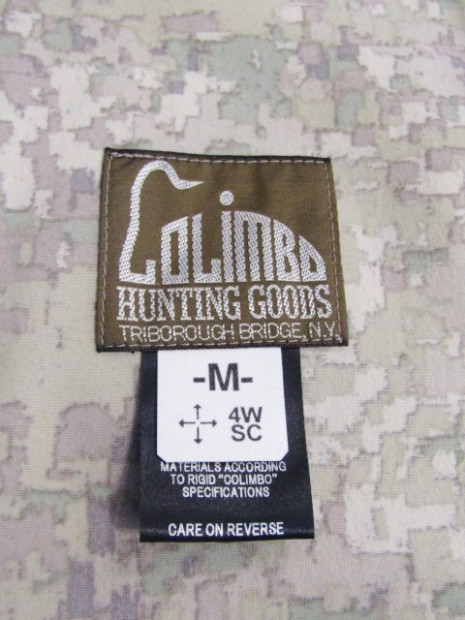 COLIMBO
HUNTING GOODS
TRIBOROUGH BRIDGE, N.Y.
-M-
4W
SC
MATERIALS ACCORDING
TO RIGID "COLIMBO"
SPECIFICATIONS
CARE ON REVERSE